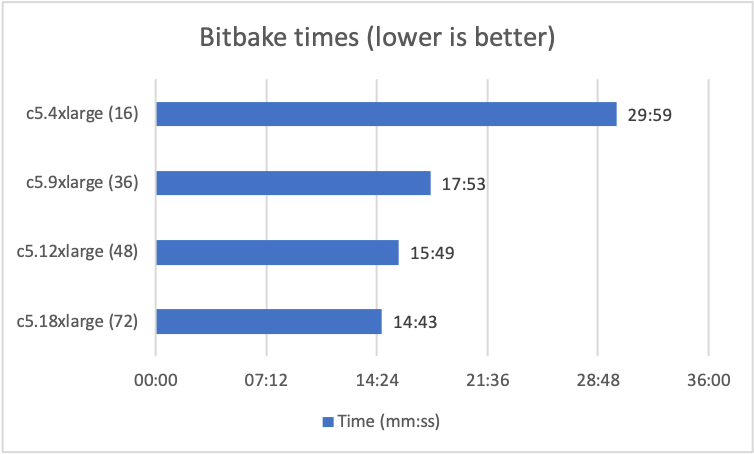 Bitbake times (lower is better)
c5.4xlarge (16) 29:59
c5.9xlarge (36) 17:53
c5.12xlarge (48) 15:49
c5.18xlarge (72) 14:43
00:00 07:12 14:24 21:36 28:48 36:00
Time (mm:ss)